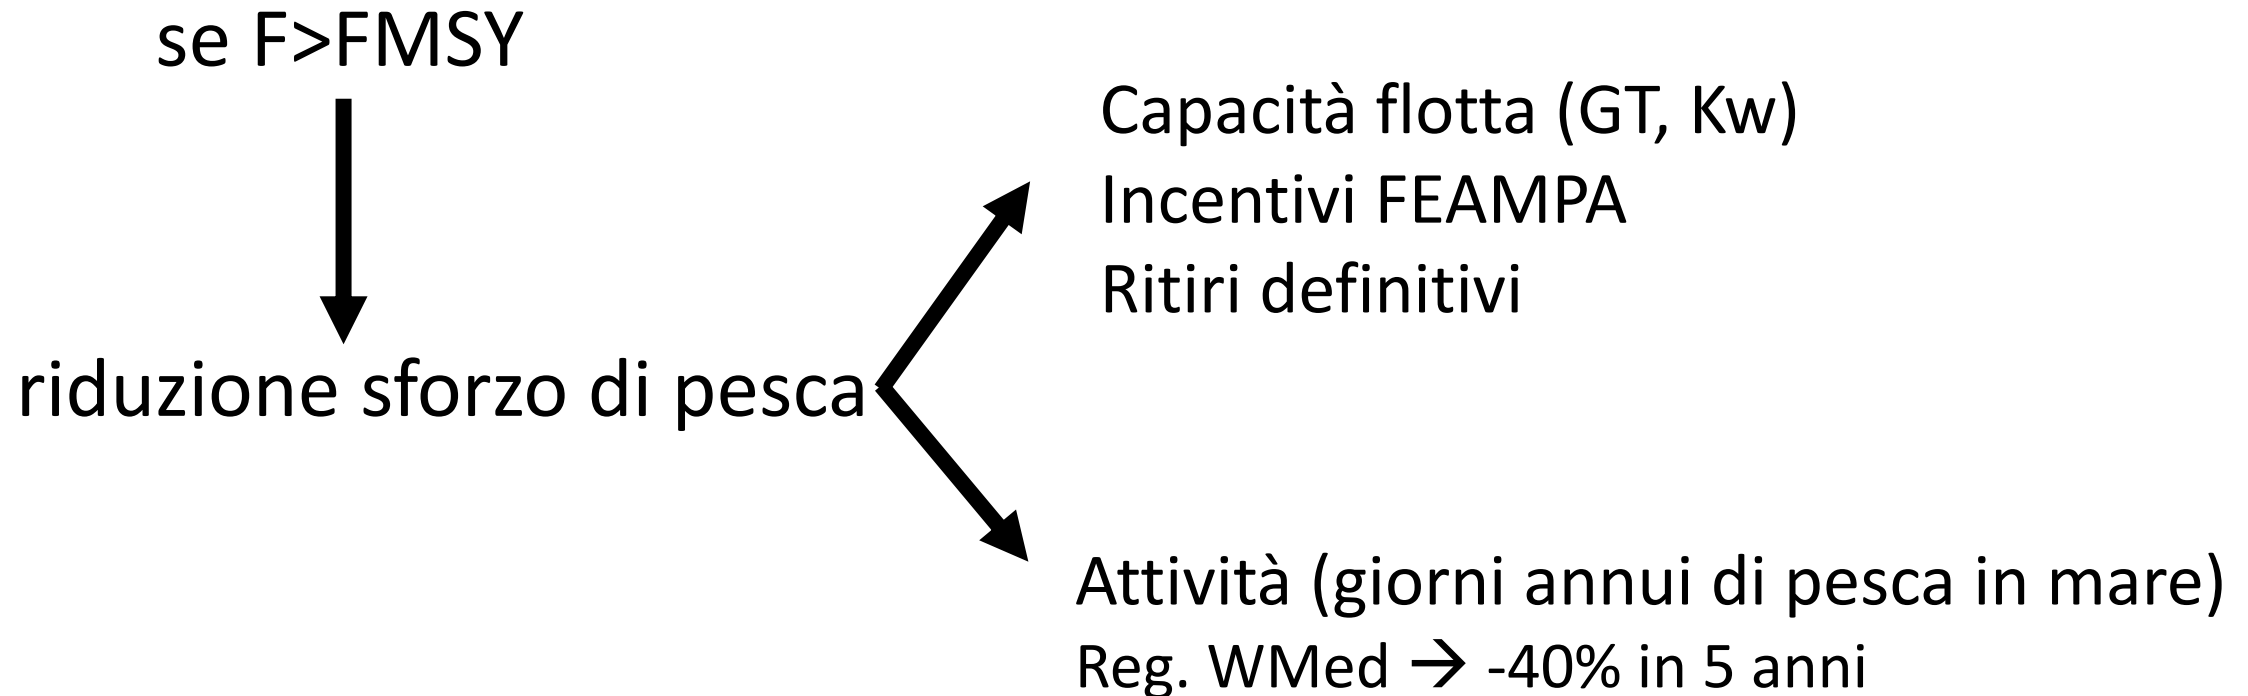 se F>FMSY
Capacità flotta (GT, Kw)
Incentivi FEAMPA
Ritiri definitivi
riduzione sforzo di pesca
Attività (giorni annui di pesca in mare)
Reg. WMed → -40% in 5 anni